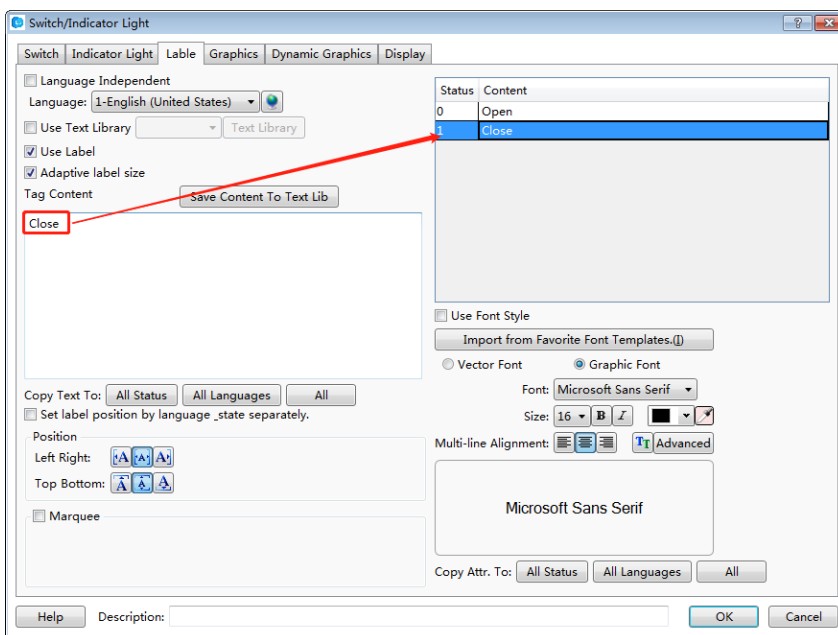 Switch/Indicator Light
Switch Indicator Light Lable Graphics Dynamic Graphics Display
Language Independent
Language: 1-English (United States)
Use Text Library Text Library
Use Label
Adaptive label size
Tag Content Save Content To Text Lib
Close
Copy Text To: All Status All Languages All
Set label position by language _state separately.
Position
Left Right: A A A
Top Bottom: A A A
Marquee
Status Content
0 Open
1 Close
Use Font Style
Import from Favorite Font Templates.(I)
Vector Font Graphic Font
Font: Microsoft Sans Serif
Size: 16 B I
Multi-line Alignment: TT Advanced
Microsoft Sans Serif
Copy Attr. To: All Status All Languages All
Help Description: OK Cancel